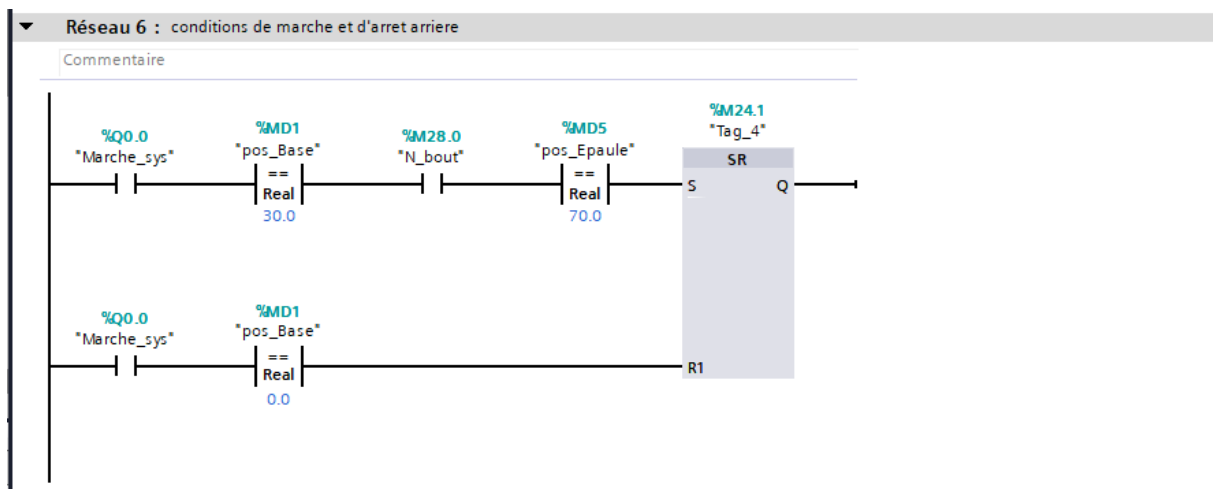 Réseau 6 : conditions de marche et d'arret arriere
Commentaire
%Q0.0
"Marche_sys"
%MD1
"pos_Base"
==
Real
30.0
%M28.0
"N_bout"
%MD5
"pos_Epaule"
==
Real
70.0
%M24.1
"Tag_4"
SR
S Q
%Q0.0
"Marche_sys"
%MD1
"pos_Base"
==
Real
0.0
R1